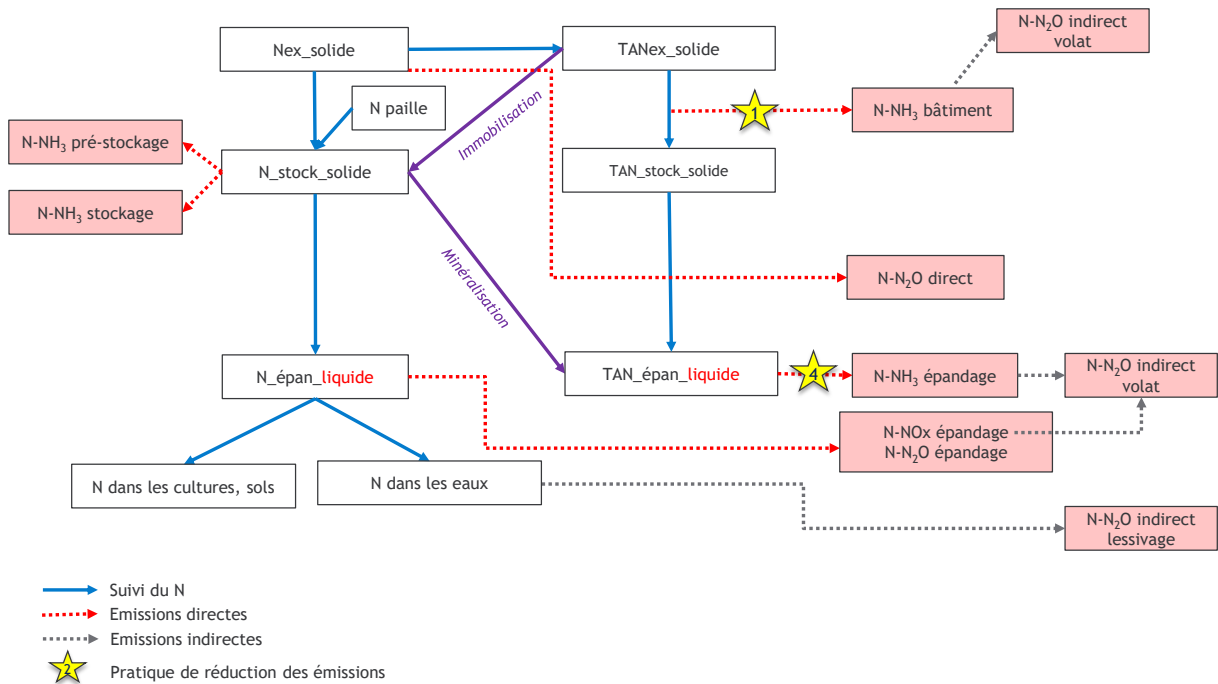 Nex_solide
TANex_solide
N-N₂O indirect
volat
N paille
Immobilisation
1
N-NH₃ bâtiment
N-NH₃ pré-stockage
N_stock_solide
TAN_stock_solide
N-NH₃ stockage
Minéralisation
N-N₂O direct
N_épan_liquide
TAN_épan_liquide
4
N-NH₃ épandage
N-N₂O indirect
volat
N-NOx épandage
N-N₂O épandage
N dans les cultures, sols
N dans les eaux
N-N₂O indirect
lessivage
Suivi du N
Emissions directes
Emissions indirectes
2
Pratique de réduction des émissions